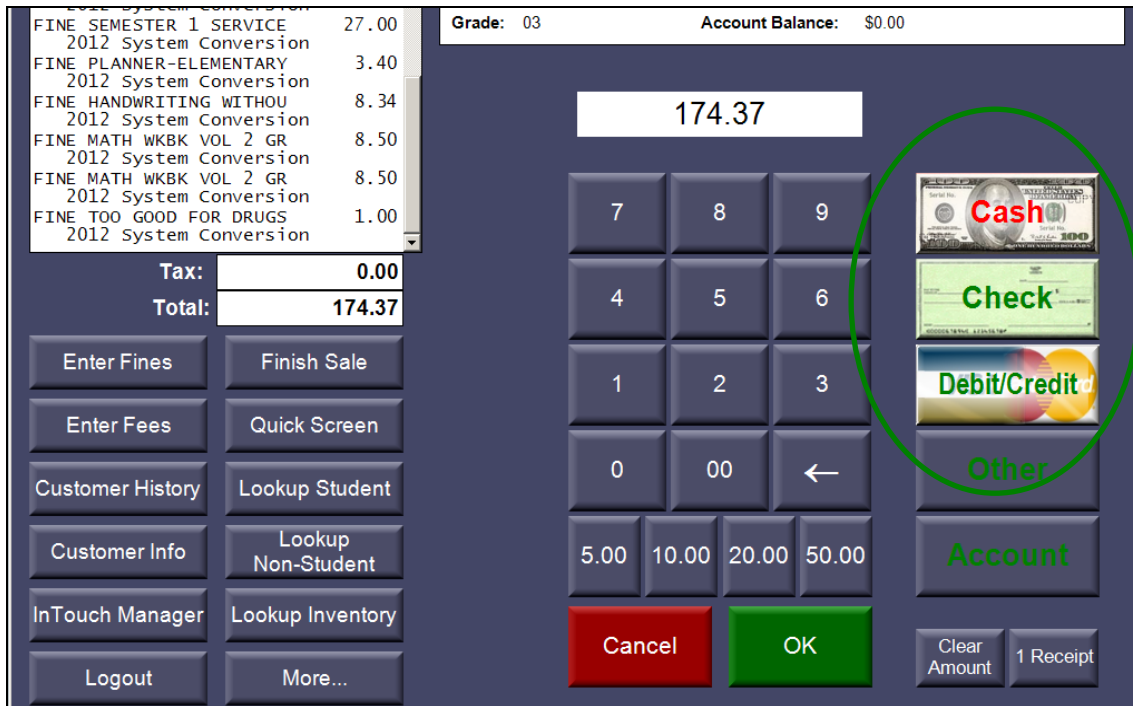 2012 System Conversion
FINE SEMESTER 1 SERVICE 27.00
2012 System Conversion
FINE PLANNER-ELEMENTARY 3.40
2012 System Conversion
FINE HANDWRITING WITHOU 8.34
2012 System Conversion
FINE MATH WKBK VOL 2 GR 8.50
2012 System Conversion
FINE MATH WKBK VOL 2 GR 8.50
2012 System Conversion
FINE TOO GOOD FOR DRUGS 1.00
2012 System Conversion
Tax: 0.00
Total: 174.37
Enter Fines Finish Sale
Enter Fees Quick Screen
Customer History Lookup Student
Customer Info Lookup
Non-Student
InTouch Manager Lookup Inventory
Logout More...
Grade: 03 Account Balance: $0.00
174.37
7 8 9
4 5 6
1 2 3
0 00 ←
5.00 10.00 20.00 50.00
Cancel OK
Cash
100
Check
Debit/Credit
Other
Account
Clear
Amount
1 Receipt